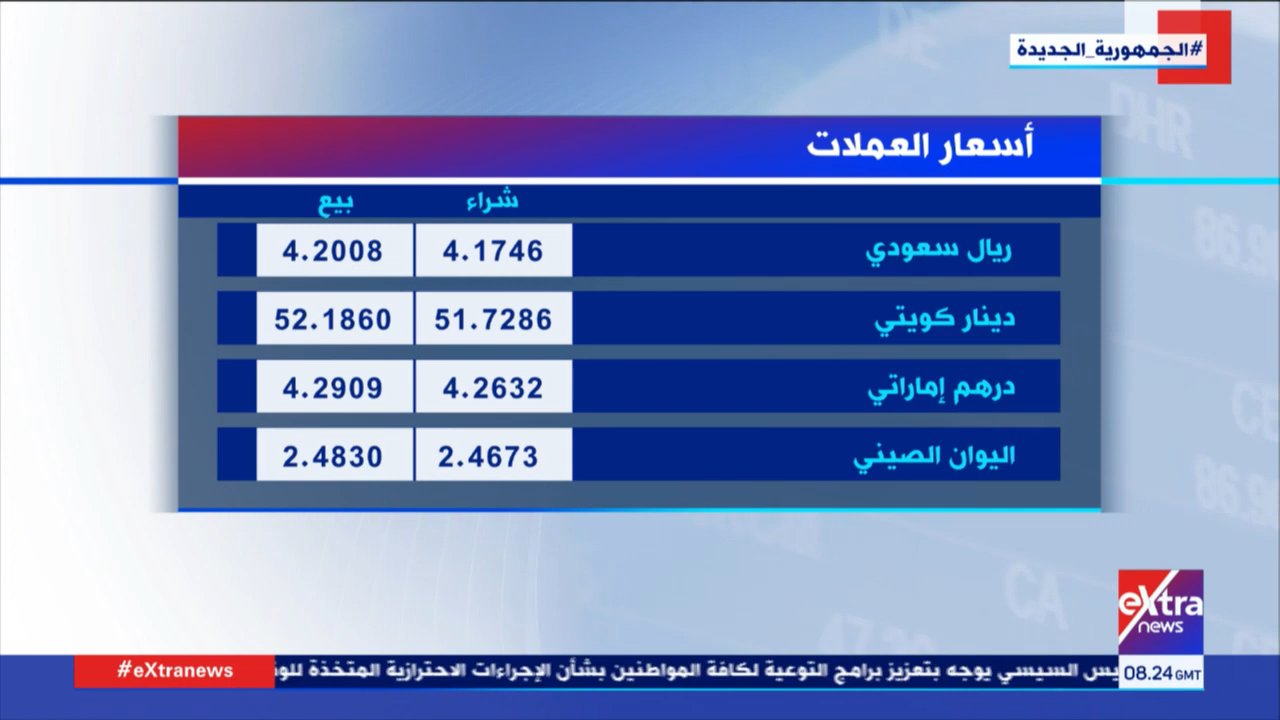 #الجمهورية_الجديدة
أسعار العملات
شراء بيع
ريال سعودي 4.1746 4.2008
دينار كويتي 51.7286 52.1860
درهم إماراتي 4.2632 4.2909
اليوان الصيني 2.4673 2.4830
DHR
CA
eXtra
news
08.24 GMT
السيسي يوجه بتعزيز برامج التوعية لكافة المواطنين بشأن الإجراءات الاحترازية المتخذة
#eXtranews